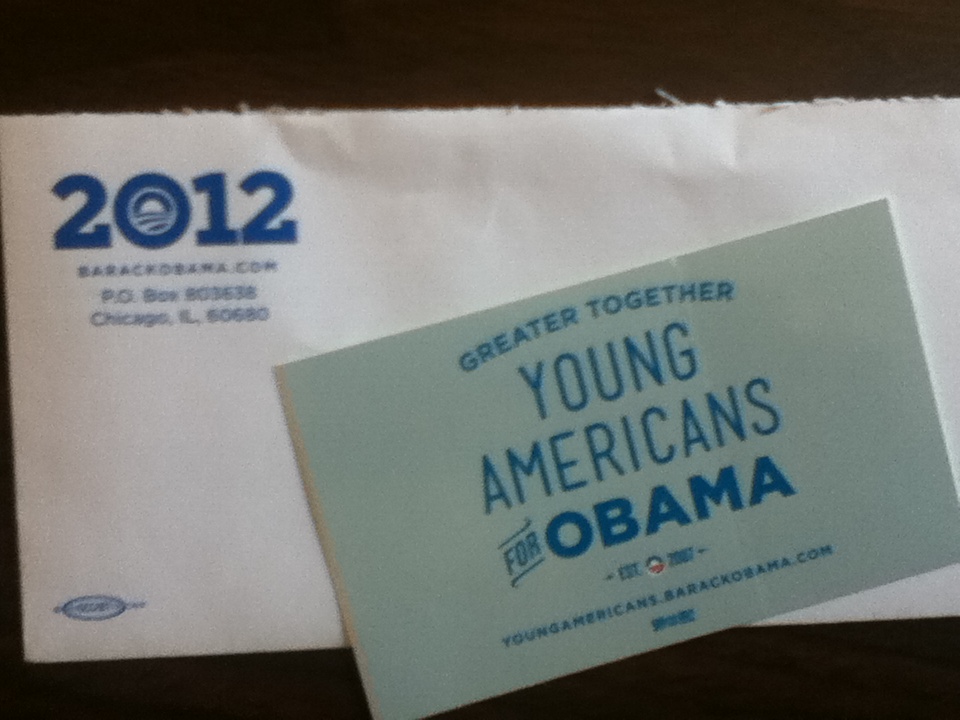 2012
BARACKOBAMA.COM
P.O. Box 803638
Chicago, IL, 60680
GREATER TOGETHER
YOUNG
AMERICANS
FOR OBAMA
EST. 2007
YOUNGAMERICANS.BARACKOBAMA.COM